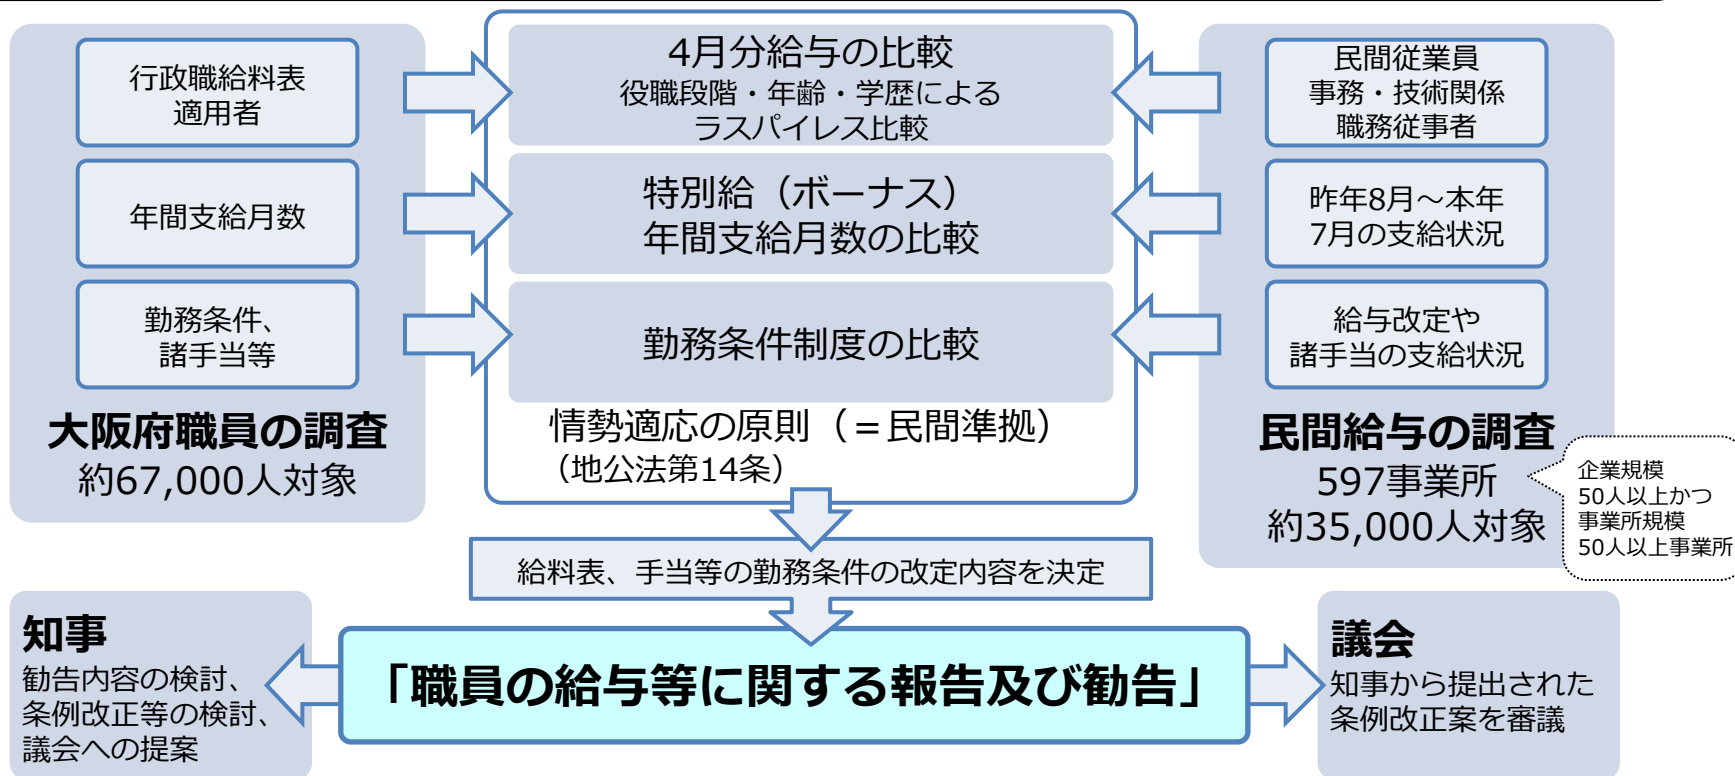 行政職給料表
適用者
年間支給月数
勤務条件、
諸手当等
大阪府職員の調査
約67,000人対象
4月分給与の比較
役職段階・年齢・学歴による
ラスパイレス比較
特別給（ボーナス）
年間支給月数の比較
勤務条件制度の比較
情勢適応の原則（＝民間準拠）
（地公法第14条）
民間従業員
事務・技術関係
職務従事者
昨年8月～本年
7月の支給状況
給与改定や
諸手当の支給状況
民間給与の調査
597事業所
約35,000人対象
企業規模
50人以上かつ
事業所規模
50人以上事業所
給料表、手当等の勤務条件の改定内容を決定
知事
勧告内容の検討、
条例改正等の検討、
議会への提案
「職員の給与等に関する報告及び勧告」
議会
知事から提出された
条例改正案を審議